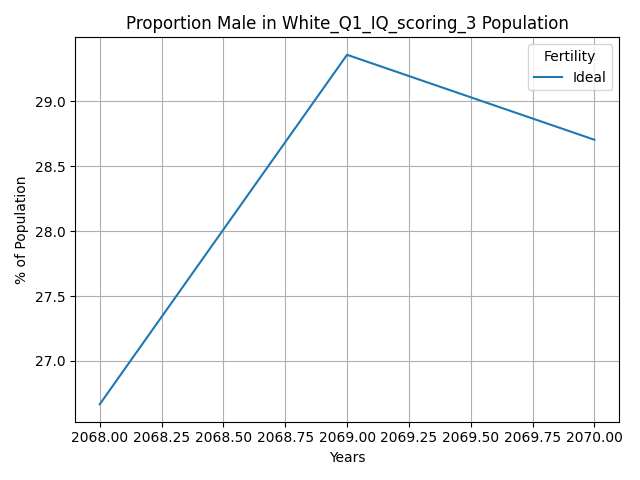 Proportion Male in White_Q1_IQ_scoring_3 Population
Fertility
Ideal
% of Population
29.0
28.5
28.0
27.5
27.0
2068.00 2068.25 2068.50 2068.75 2069.00 2069.25 2069.50 2069.75 2070.00
Years